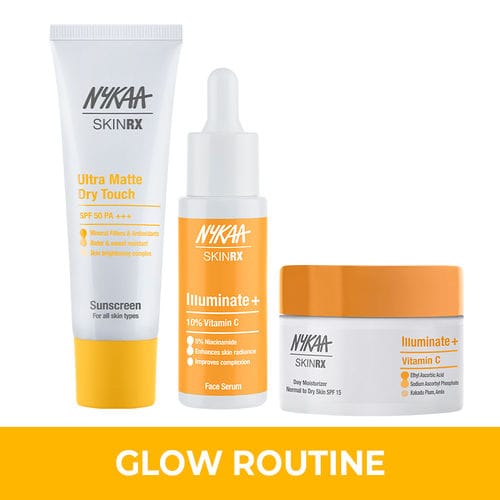 NYKAA
SKINRX
Ultra Matte
Dry Touch
SPF 50 PA +++
Mineral Filters & Antioxidants
Water & sweat resistant
Skin brightening complex
Sunscreen
For all skin types
NYKAA
SKINRX
Illuminate +
10% Vitamin C
5% Niacinamide
Enhances skin radiance
Improves complexion
Face Serum
NYKAA
SKINRX
Day Moisturizer
Normal to Dry Skin SPF 15
Illuminate +
Vitamin C
Ethyl Ascorbic Acid
Sodium Ascorbyl Phosphate
Kakadu Plum, Amla
GLOW ROUTINE